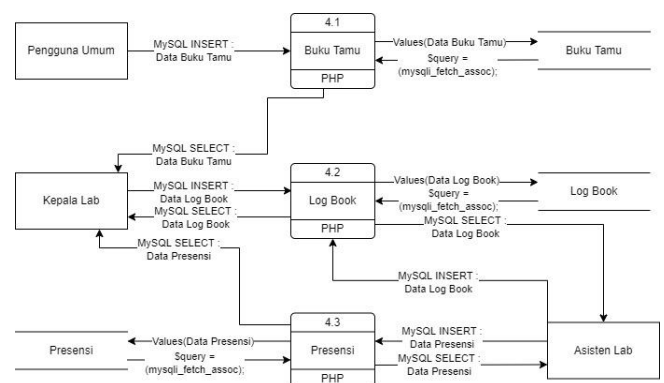 4.1
Pengguna Umum
MySQL INSERT :
Data Buku Tamu
Buku Tamu
PHP
Values(Data Buku Tamu)
$query =
(mysqli_fetch_assoc);
Buku Tamu
MySQL SELECT :
Data Buku Tamu
4.2
Kepala Lab
MySQL INSERT :
Data Log Book
MySQL SELECT :
Data Log Book
Log Book
PHP
Values(Data Log Book)
$query =
(mysqli_fetch_assoc);
Log Book
MySQL SELECT :
Data Log Book
MySQL SELECT :
Data Presensi
MySQL INSERT :
Data Log Book
4.3
Presensi
Values(Data Presensi)
$query =
(mysqli_fetch_assoc);
Presensi
PHP
MySQL INSERT :
Data Presensi
MySQL SELECT :
Data Presensi
Asisten Lab